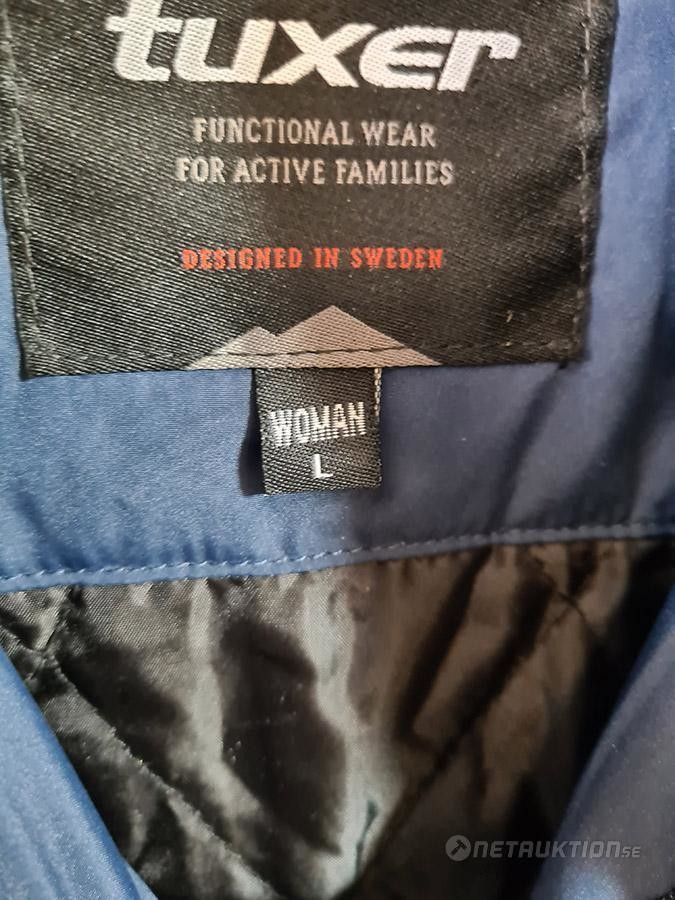 tuxer
FUNCTIONAL WEAR
FOR ACTIVE FAMILIES
DESIGNED IN SWEDEN
WOMAN
L
NETAUKTION.SE